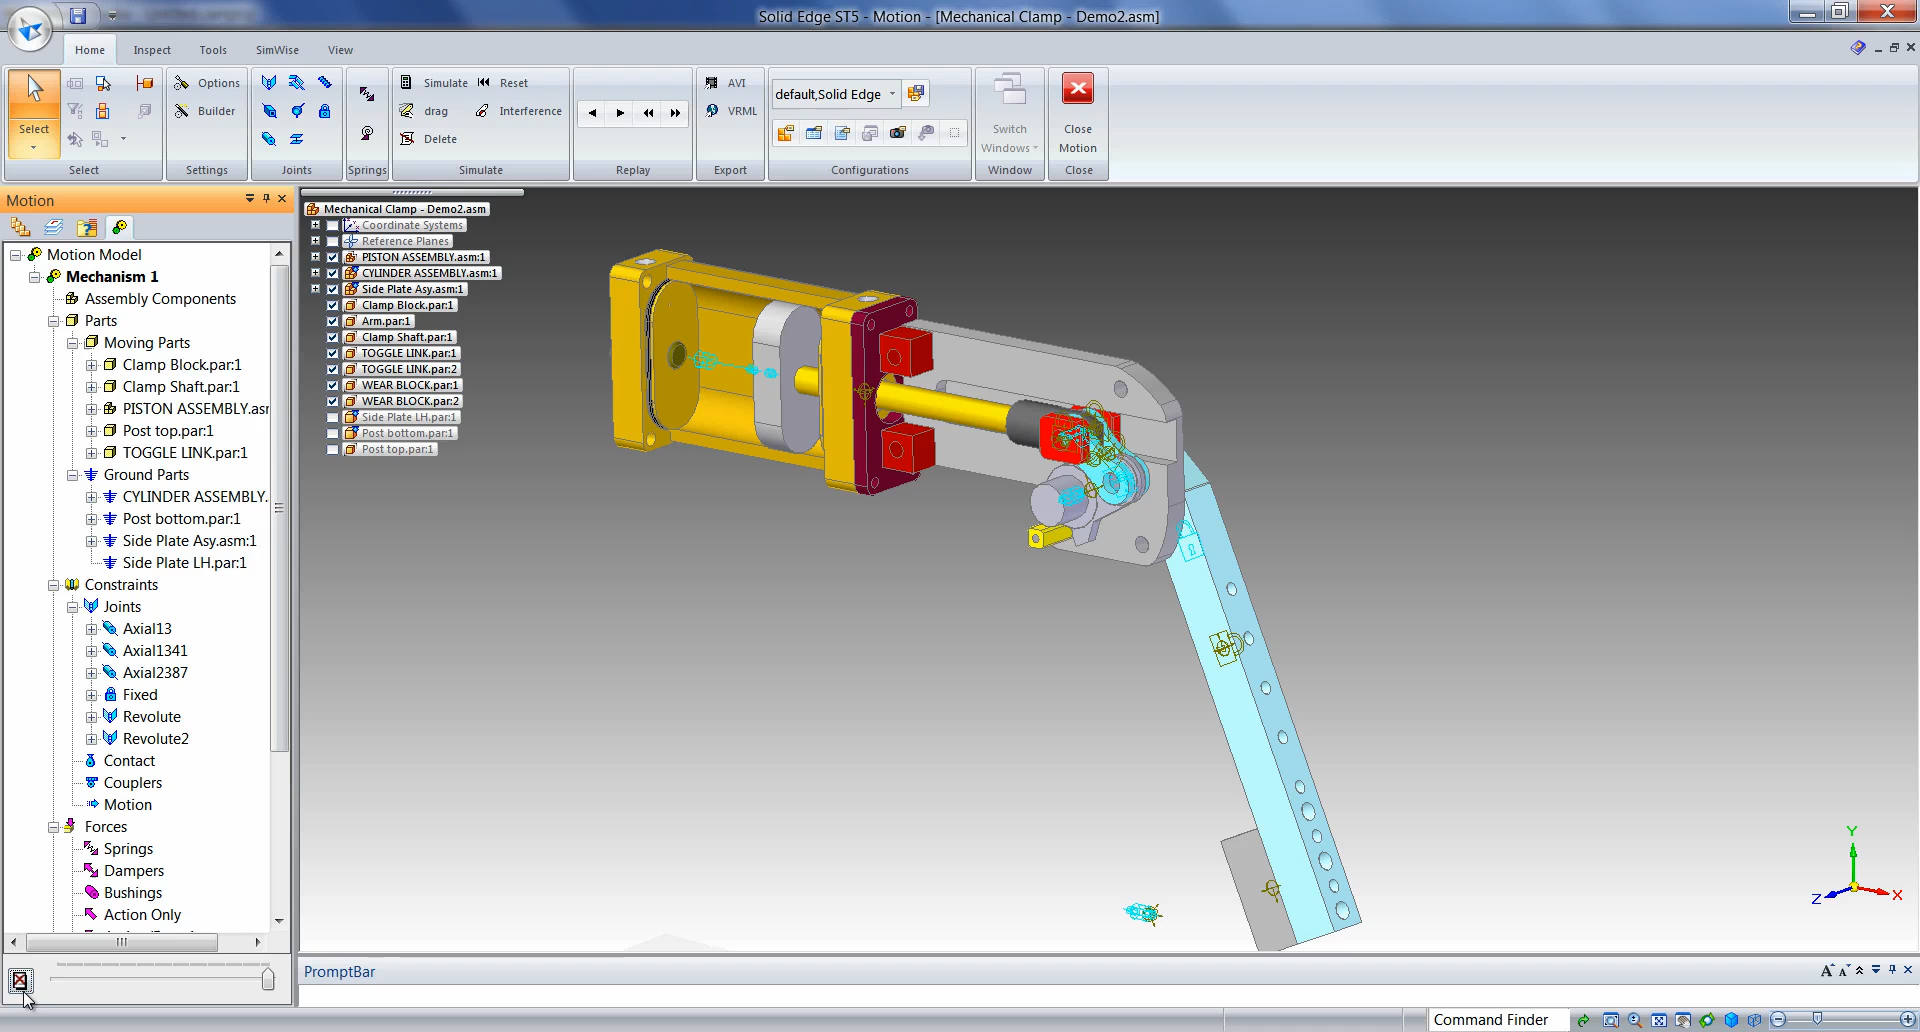 Solid Edge ST5 - Motion - [Mechanical Clamp - Demo2.asm]
Home
Inspect
Tools
SimWise
View
Select
Select
Options
Builder
Settings
Joints
Springs
Simulate
Reset
drag
Interference
Delete
Simulate
Replay
AVI
VRML
Export
default,Solid Edge
Configurations
Switch
Windows
Window
Close
Motion
Close
Motion
Motion Model
Mechanism 1
Assembly Components
Parts
Moving Parts
Clamp Block.par:1
Clamp Shaft.par:1
PISTON ASSEMBLY.asr
Post top.par:1
TOGGLE LINK.par:1
Ground Parts
CYLINDER ASSEMBLY.
Post bottom.par:1
Side Plate Asy.asm:1
Side Plate LH.par:1
Constraints
Joints
Axial13
Axial1341
Axial2387
Fixed
Revolute
Revolute2
Contact
Couplers
Motion
Forces
Springs
Dampers
Bushings
Action Only
Mechanical Clamp - Demo2.asm
Coordinate Systems
Reference Planes
PISTON ASSEMBLY.asm:1
CYLINDER ASSEMBLY.asm:1
Side Plate Asy.asm:1
Clamp Block.par:1
Arm.par:1
Clamp Shaft.par:1
TOGGLE LINK.par:1
TOGGLE LINK.par:2
WEAR BLOCK.par:1
WEAR BLOCK.par:2
Side Plate LH.par:1
Post bottom.par:1
Post top.par:1
Y
Z
X
PromptBar
A A
Command Finder